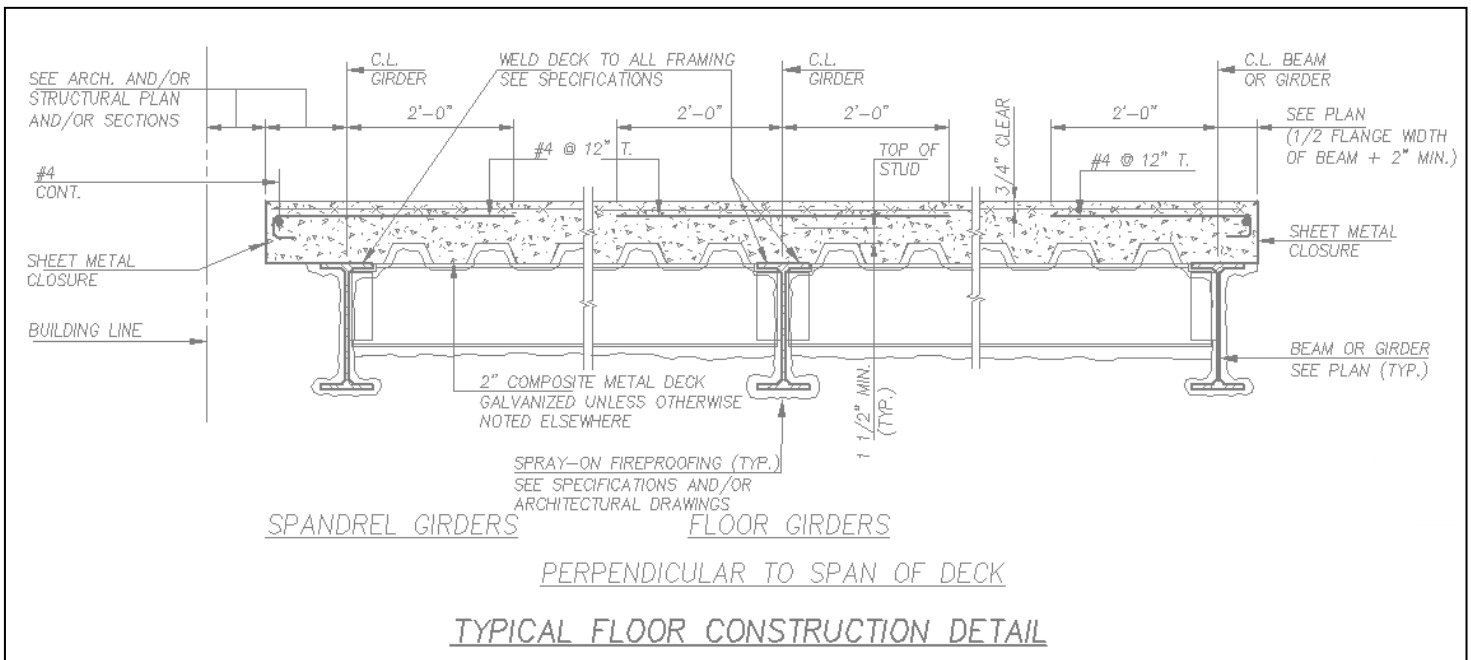 SEE ARCH. AND/OR
STRUCTURAL PLAN
AND/OR SECTIONS
C.L.
GIRDER
WELD DECK TO ALL FRAMING
SEE SPECIFICATIONS
C.L.
GIRDER
C.L. BEAM
OR GIRDER
2'-0"
2'-0"
2'-0"
2'-0"
SEE PLAN
(1/2 FLANGE WIDTH
OF BEAM + 2" MIN.)
#4
CONT.
#4 @ 12" T.
TOP OF
STUD
3/4" CLEAR
#4 @ 12" T.
SHEET METAL
CLOSURE
SHEET METAL
CLOSURE
BUILDING LINE
BEAM OR GIRDER
SEE PLAN (TYP.)
2" COMPOSITE METAL DECK
GALVANIZED UNLESS OTHERWISE
NOTED ELSEWHERE
1 1/2" MIN.
(TYP.)
SPRAY-ON FIREPROOFING (TYP.)
SEE SPECIFICATIONS AND/OR
ARCHITECTURAL DRAWINGS
SPANDREL GIRDERS
FLOOR GIRDERS
PERPENDICULAR TO SPAN OF DECK
TYPICAL FLOOR CONSTRUCTION DETAIL